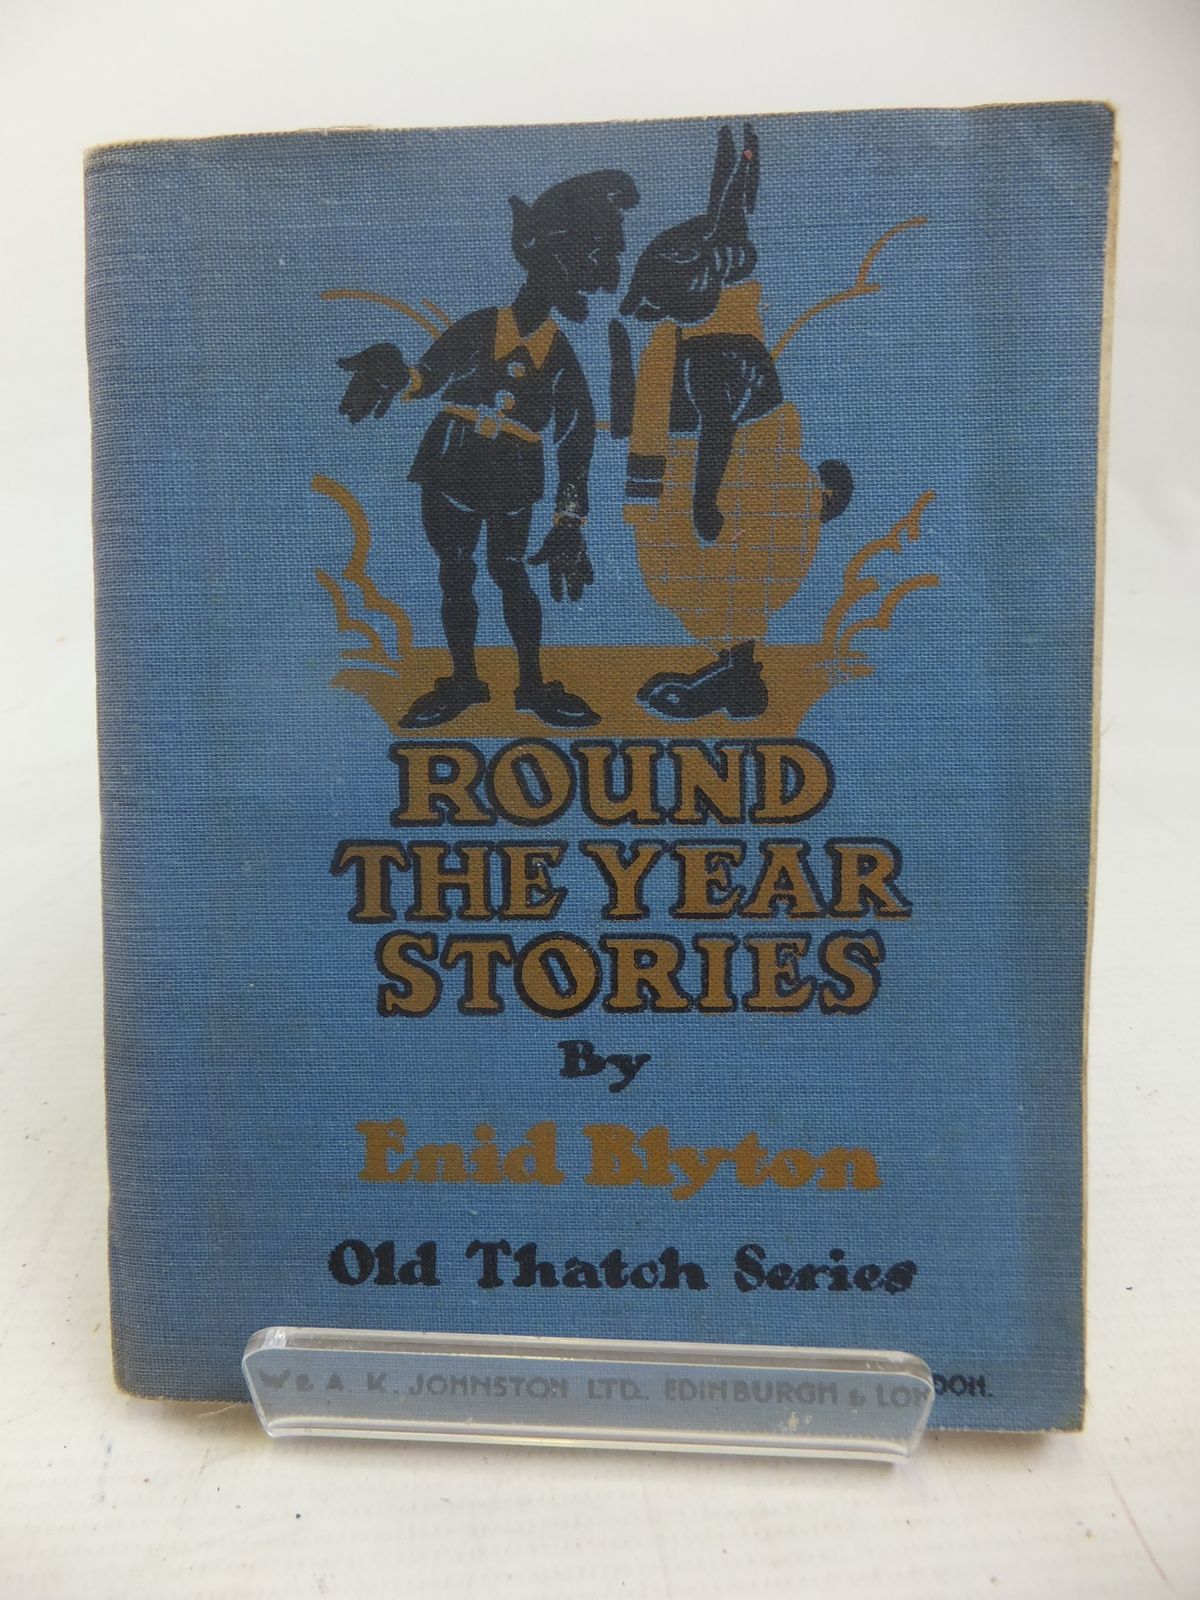 ROUND
THE YEAR
STORIES
By
Enid Blyton
Old Thatch Series
W & A. K. JOHNSTON LTD. EDINBURGH & LONDON.